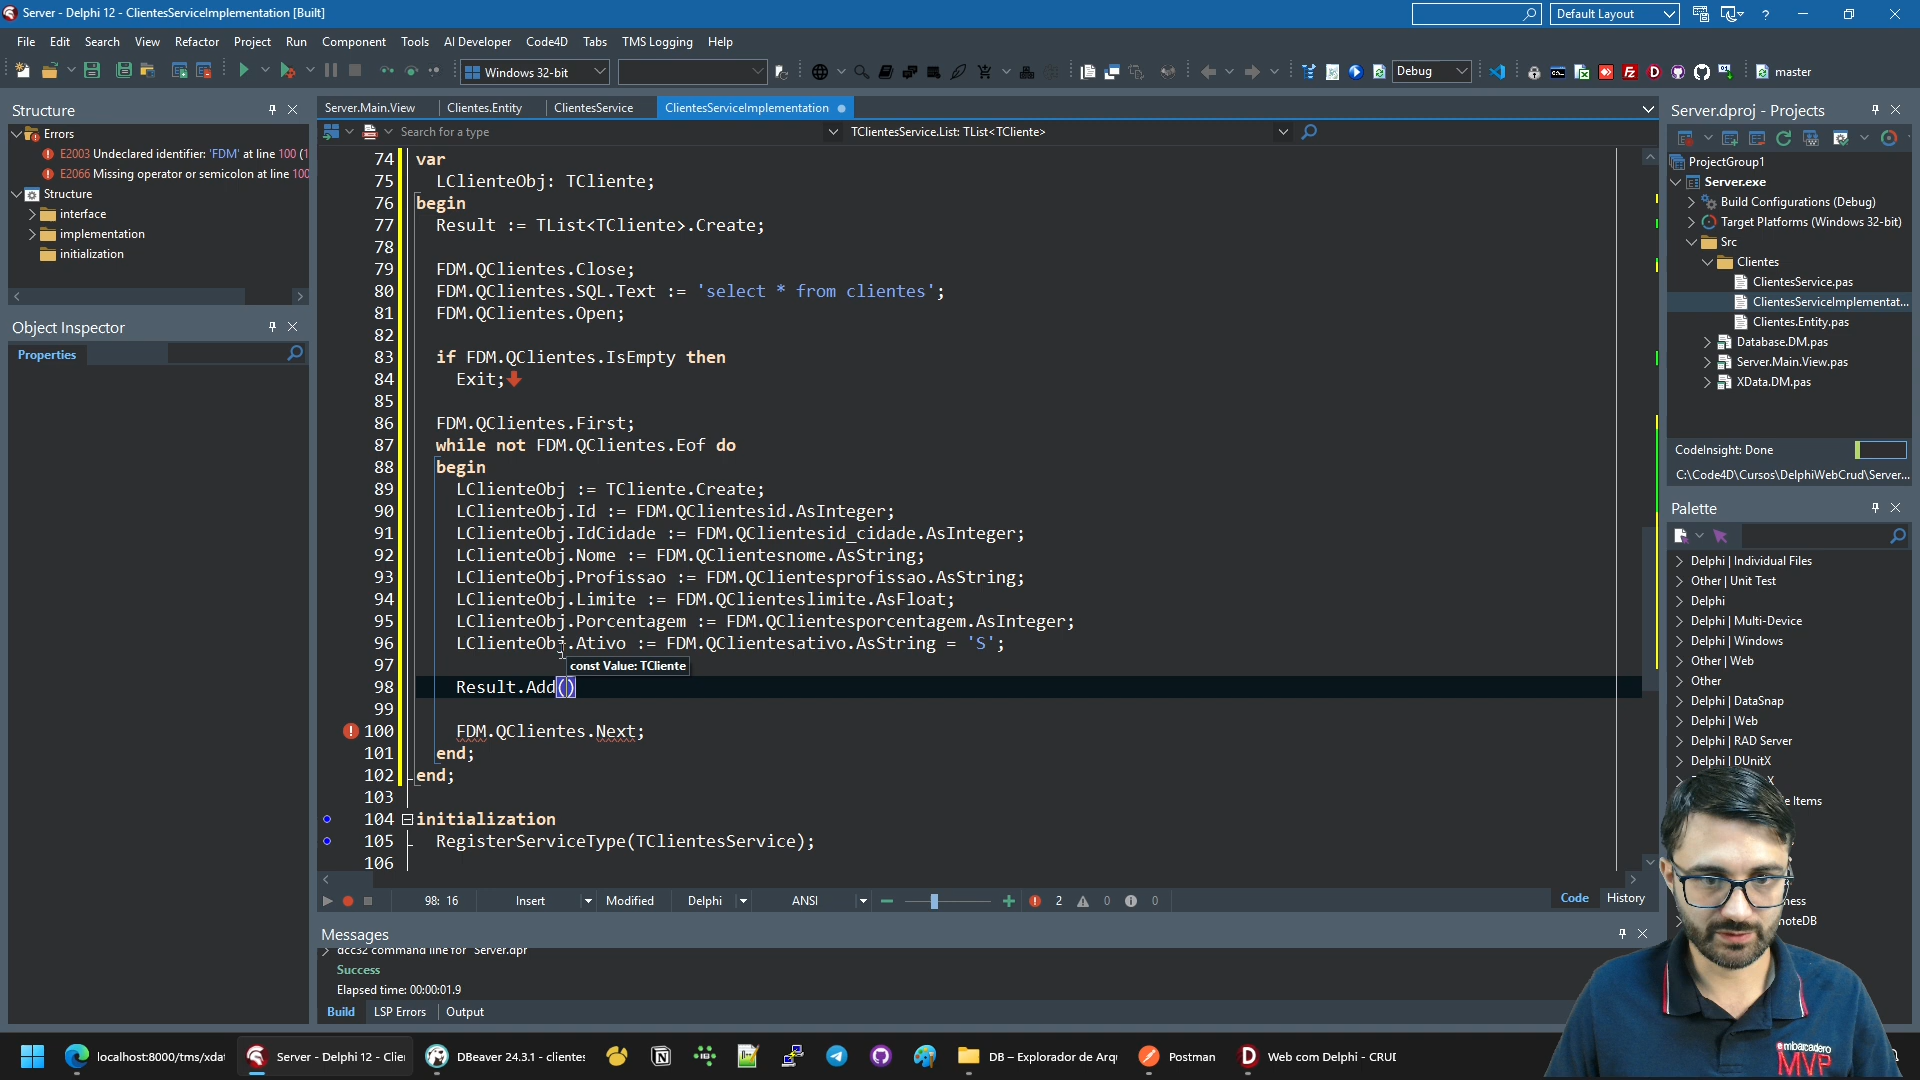 Server - Delphi 12 - ClientesServiceImplementation [Built]
Default Layout
File Edit Search View Refactor Project Run Component Tools AI Developer Code4D Tabs TMS Logging Help
Windows 32-bit
Debug
master
Structure
Errors
E2003 Undeclared identifier: 'FDM' at line 100 (1
E2066 Missing operator or semicolon at line 100
Structure
interface
implementation
initialization
Object Inspector
Properties
Server.Main.View Clientes.Entity ClientesService ClientesServiceImplementation
Search for a type
TClientesService.List: TList<TCliente>
74 var
75 LClienteObj: TCliente;
76 begin
77 Result := TList<TCliente>.Create;
78
79 FDM.QClientes.Close;
80 FDM.QClientes.SQL.Text := 'select * from clientes';
81 FDM.QClientes.Open;
82
83 if FDM.QClientes.IsEmpty then
84 Exit;
85
86 FDM.QClientes.First;
87 while not FDM.QClientes.Eof do
88 begin
89 LClienteObj := TCliente.Create;
90 LClienteObj.Id := FDM.QClientesid.AsInteger;
91 LClienteObj.IdCidade := FDM.QClientesid_cidade.AsInteger;
92 LClienteObj.Nome := FDM.QClientesnome.AsString;
93 LClienteObj.Profissao := FDM.QClientesprofissao.AsString;
94 LClienteObj.Limite := FDM.QClienteslimite.AsFloat;
95 LClienteObj.Porcentagem := FDM.QClientesporcentagem.AsInteger;
96 LClienteObj.Ativo := FDM.QClientesativo.AsString = 'S';
97
const Value: TCliente
98 Result.Add()
99
100 FDM.QClientes.Next;
101 end;
102 end;
103
104 initialization
105 RegisterServiceType(TClientesService);
106
98: 16 Insert Modified Delphi ANSI 2 0 0
Code History
Messages
dcc32 command line for "Server.dpr"
Success
Elapsed time: 00:00:01.9
Build LSP Errors Output
Server.dproj - Projects
ProjectGroup1
Server.exe
Build Configurations (Debug)
Target Platforms (Windows 32-bit)
Src
Clientes
ClientesService.pas
ClientesServiceImplementat...
Clientes.Entity.pas
Database.DM.pas
Server.Main.View.pas
XData.DM.pas
CodeInsight: Done
C:\Code4D\Cursos\DelphiWebCrud\Server...
Palette
Delphi | Individual Files
Other | Unit Test
Delphi
Delphi | Multi-Device
Delphi | Windows
Other | Web
Other
Delphi | DataSnap
Delphi | Web
Delphi | RAD Server
Delphi | DUnitX
X
e Items
ness
noteDB
embarcadero
MVP
localhost:8000/tms/xdat
Server - Delphi 12 - Clie
DBeaver 24.3.1 - clientes
DB – Explorador de Arqu
Postman
Web com Delphi - CRUD